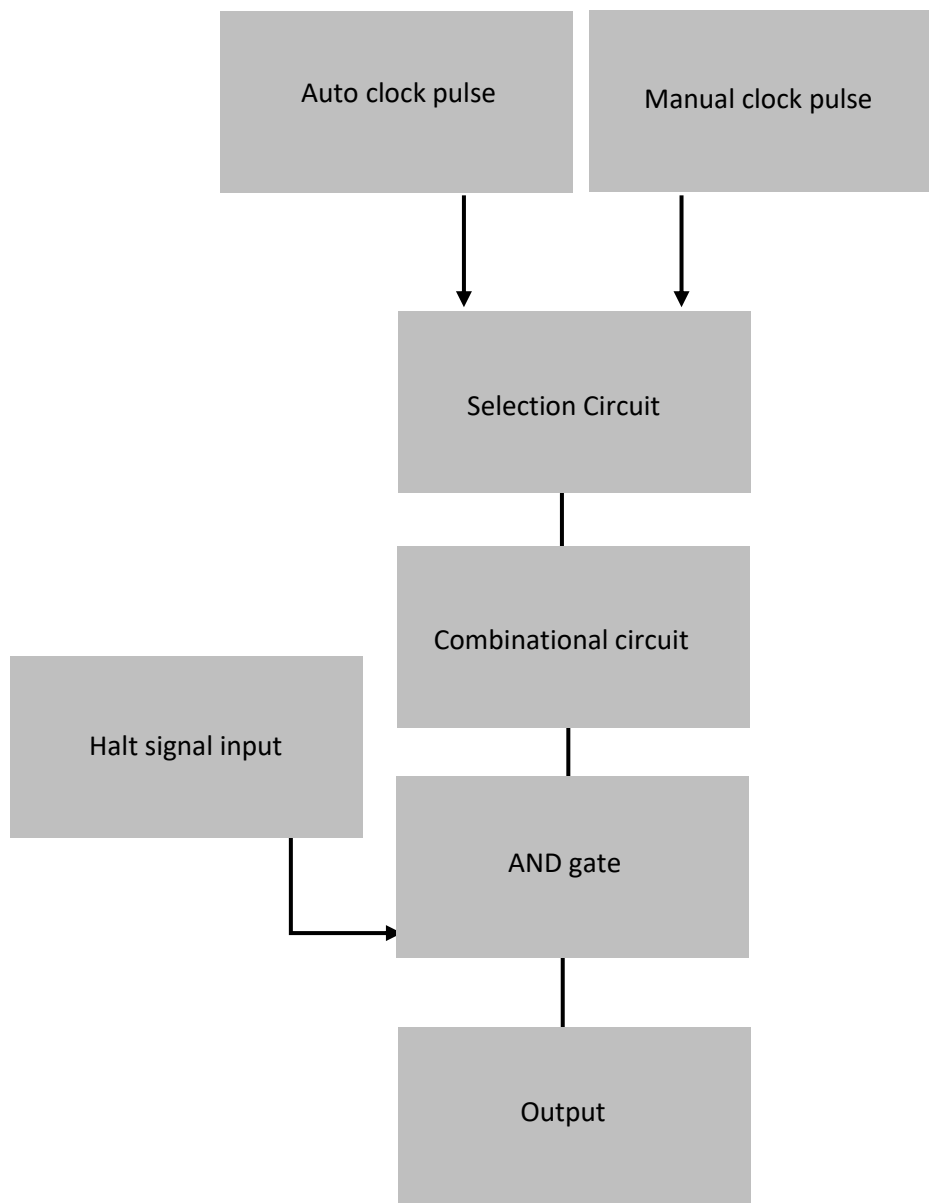 Auto clock pulse
Manual clock pulse
Selection Circuit
Combinational circuit
Halt signal input
AND gate
Output